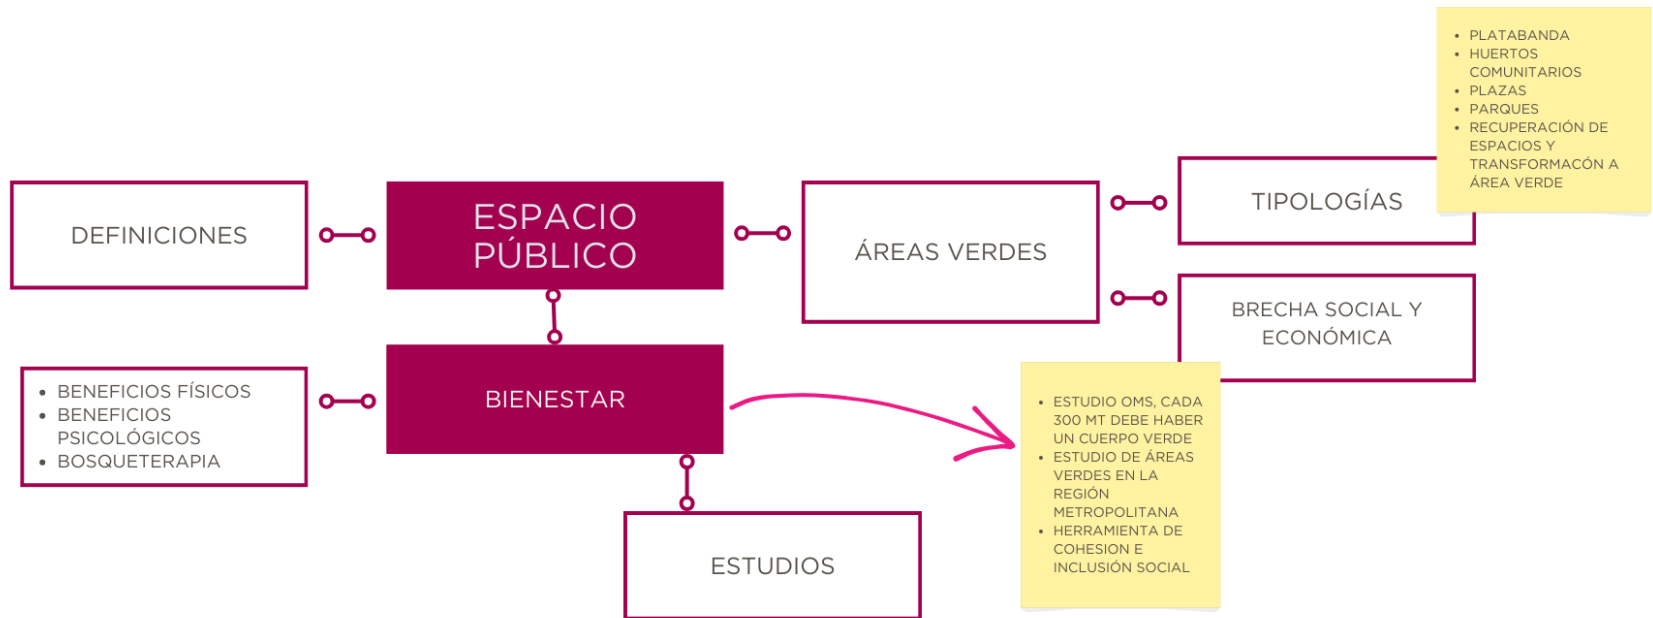 • PLATABANDA
• HUERTOS
COMUNITARIOS
• PLAZAS
• PARQUES
• RECUPERACIÓN DE
ESPACIOS Y
TRANSFORMACÓN A
ÁREA VERDE
DEFINICIONES
ESPACIO
PÚBLICO
ÁREAS VERDES
TIPOLOGÍAS
BRECHA SOCIAL Y
ECONÓMICA
• BENEFICIOS FÍSICOS
• BENEFICIOS
PSICOLÓGICOS
• BOSQUETERAPIA
BIENESTAR
• ESTUDIO OMS, CADA
300 MT DEBE HABER
UN CUERPO VERDE
• ESTUDIO DE ÁREAS
VERDES EN LA
REGIÓN
METROPOLITANA
• HERRAMIENTA DE
COHESION E
INCLUSIÓN SOCIAL
ESTUDIOS